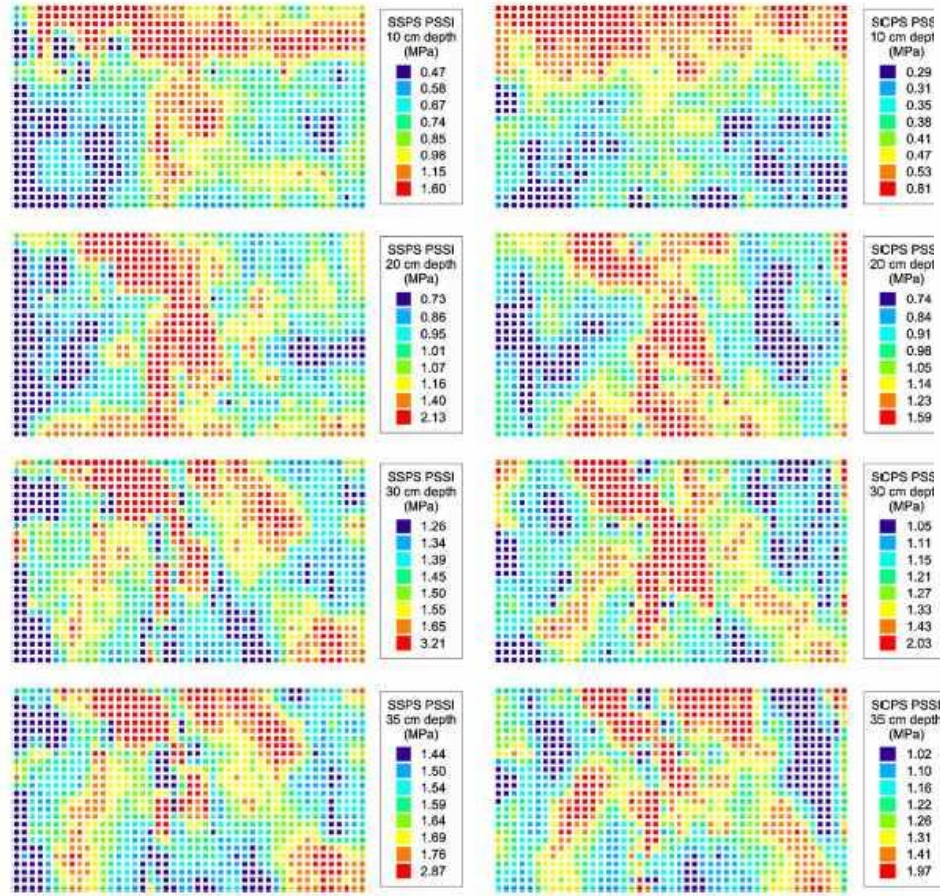 SSPS PSSI
10 cm depth
(MPa)
0.47
0.58
0.67
0.74
0.85
0.98
1.15
1.60
SCPS PSSI
10 cm depth
(MPa)
0.29
0.31
0.35
0.38
0.41
0.47
0.53
0.81
SSPS PSSI
20 cm depth
(MPa)
0.73
0.86
0.95
1.01
1.07
1.16
1.40
2.13
SCPS PSSI
20 cm depth
(MPa)
0.74
0.84
0.91
0.98
1.05
1.14
1.23
1.59
SSPS PSSI
30 cm depth
(MPa)
1.26
1.34
1.39
1.45
1.50
1.55
1.65
3.21
SCPS PSSI
30 cm depth
(MPa)
1.05
1.11
1.15
1.21
1.27
1.33
1.43
2.03
SSPS PSSI
35 cm depth
(MPa)
1.44
1.50
1.54
1.59
1.64
1.69
1.76
2.87
SCPS PSSI
35 cm depth
(MPa)
1.02
1.10
1.16
1.22
1.26
1.31
1.41
1.97